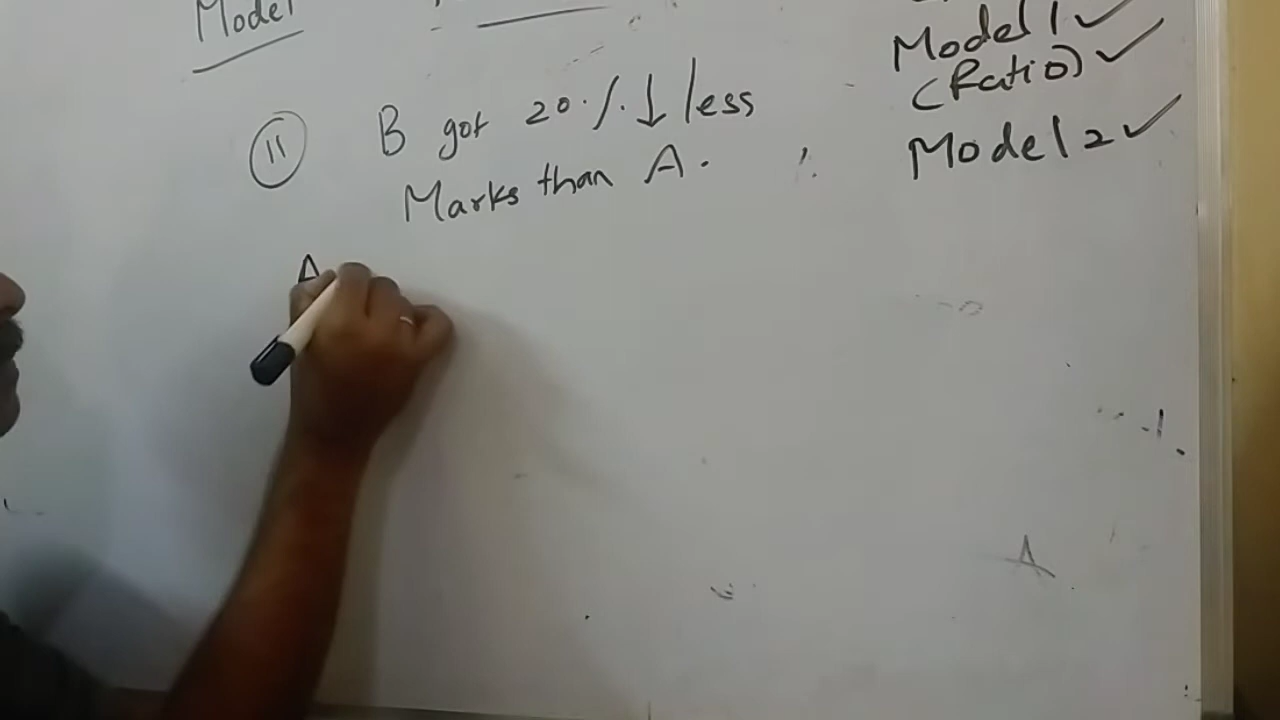 Model
(11) B got 20% ↓ less
Marks than A.
A
Model 1 ✓
(Ratio) ✓
Model 2 ✓
A